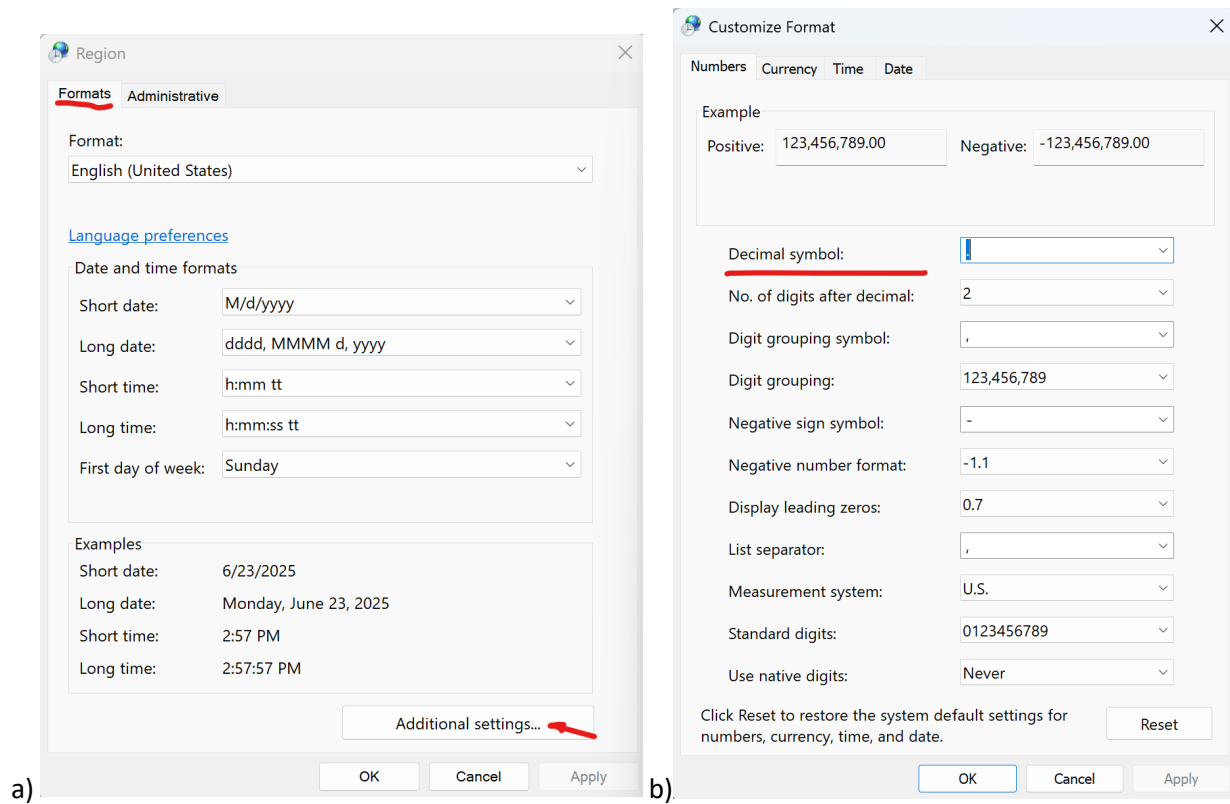 Region
Formats Administrative
Format:
English (United States)
Language preferences
Date and time formats
Short date: M/d/yyyy
Long date: dddd, MMMM d, yyyy
Short time: h:mm tt
Long time: h:mm:ss tt
First day of week: Sunday
Examples
Short date: 6/23/2025
Long date: Monday, June 23, 2025
Short time: 2:57 PM
Long time: 2:57:57 PM
Additional settings...
OK Cancel Apply
a)
Customize Format
Numbers Currency Time Date
Example
Positive: 123,456,789.00 Negative: -123,456,789.00
Decimal symbol: .
No. of digits after decimal: 2
Digit grouping symbol: ,
Digit grouping: 123,456,789
Negative sign symbol: -
Negative number format: -1.1
Display leading zeros: 0.7
List separator: ,
Measurement system: U.S.
Standard digits: 0123456789
Use native digits: Never
Click Reset to restore the system default settings for
numbers, currency, time, and date.
Reset
OK Cancel Apply
b)